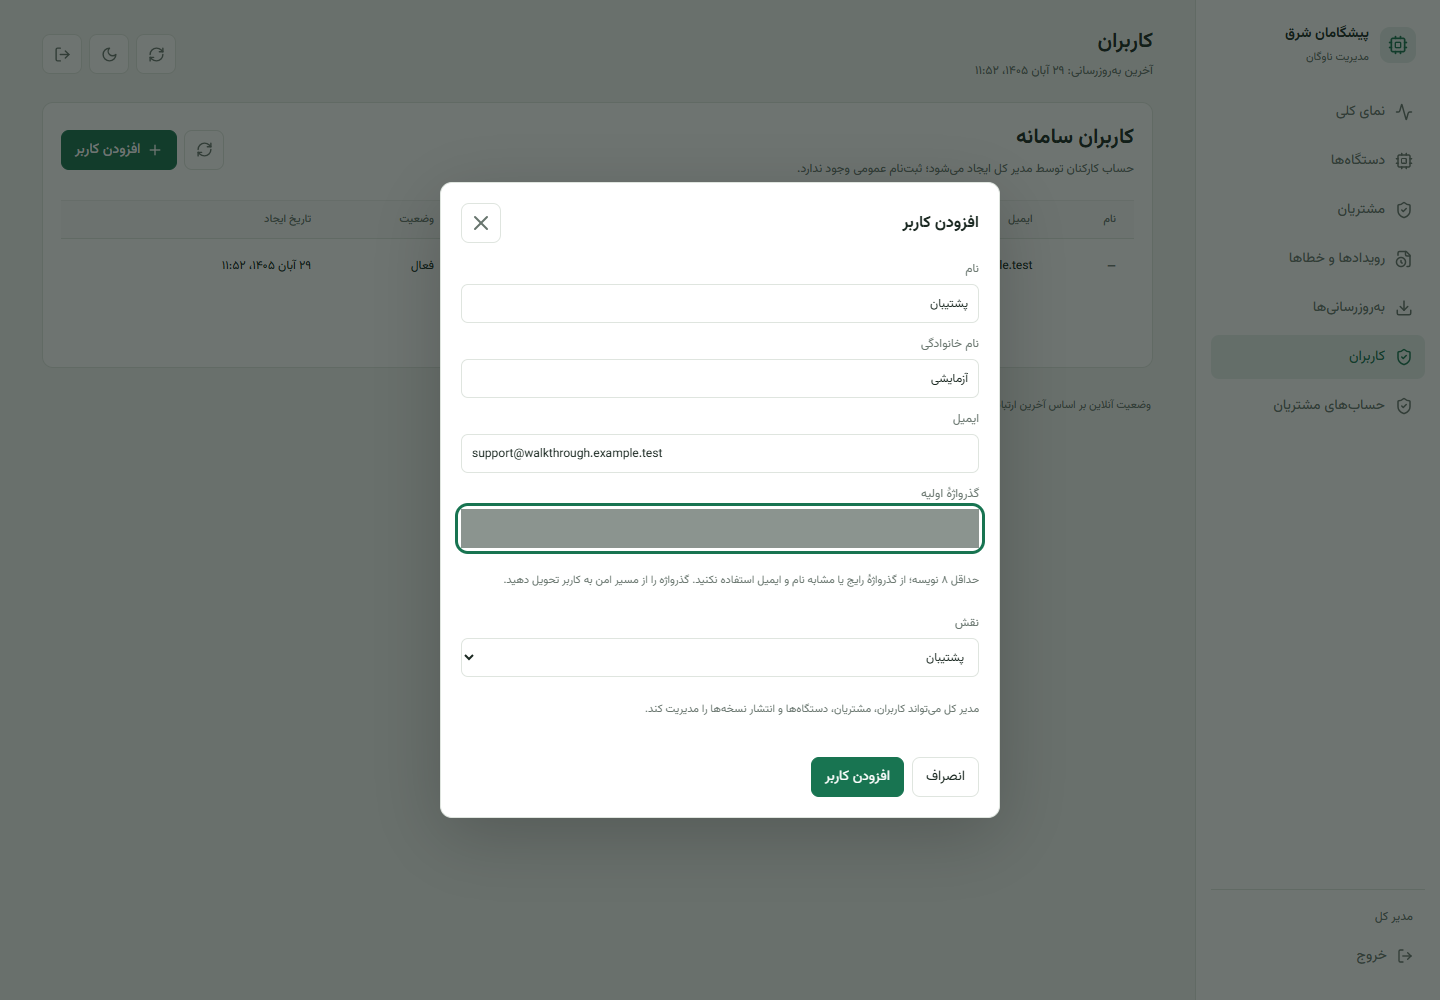 پیشگامان شرق
مدیریت ناوگان
نمای کلی
دستگاه‌ها
مشتریان
رویدادها و خطاها
به‌روزرسانی‌ها
کاربران
حساب‌های مشتریان
مدیر کل
خروج
کاربران
آخرین به‌روزرسانی: ۲۹ آبان ۱۴۰۵، ۱۱:۵۲
کاربران سامانه
حساب کارکنان توسط مدیر کل ایجاد می‌شود؛ ثبت‌نام عمومی وجود ندارد.
افزودن کاربر
نام ایمیل وضعیت تاریخ ایجاد
— le.test فعال ۲۹ آبان ۱۴۰۵، ۱۱:۵۲
وضعیت آنلاین بر اساس آخرین
افزودن کاربر
نام
پشتیبان
نام خانوادگی
آزمایشی
ایمیل
support@walkthrough.example.test
گذرواژهٔ اولیه
حداقل ۸ نویسه؛ از گذرواژهٔ رایج یا مشابه نام و ایمیل استفاده نکنید. گذرواژه را از مسیر امن به کاربر تحویل دهید.
نقش
پشتیبان
مدیر کل می‌تواند کاربران، مشتریان، دستگاه‌ها و انتشار نسخه‌ها را مدیریت کند.
انصراف
افزودن کاربر